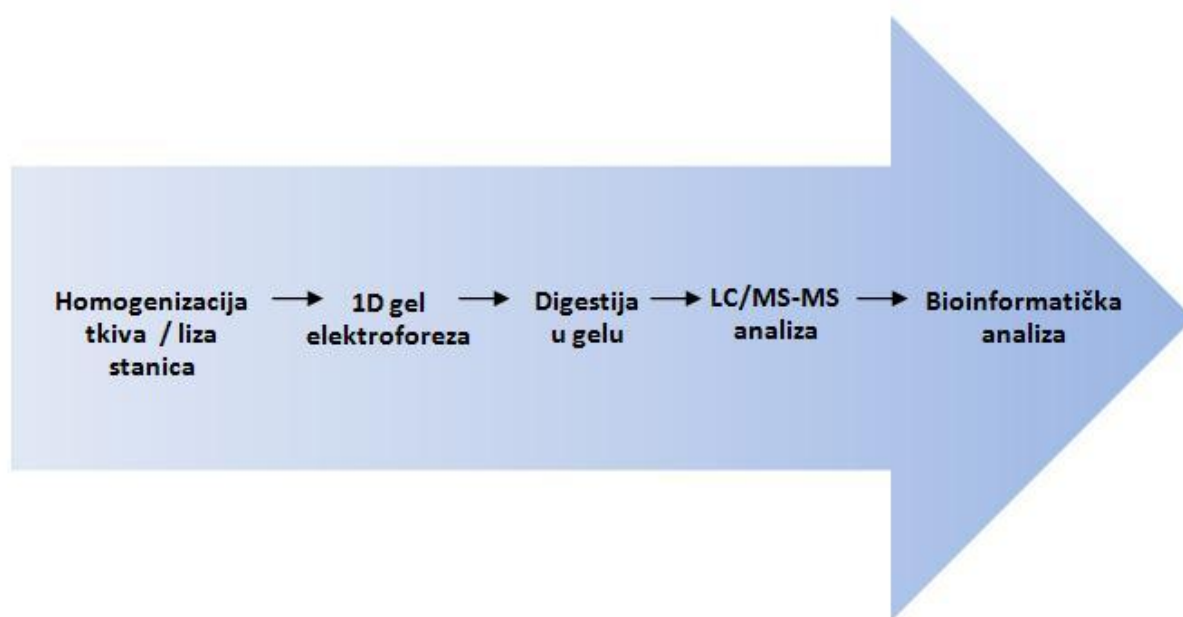 Homogenizacija
tkiva / liza
stanica
1D gel
elektroforeza
Digestija
u gelu
LC/MS-MS
analiza
Bioinformatička
analiza